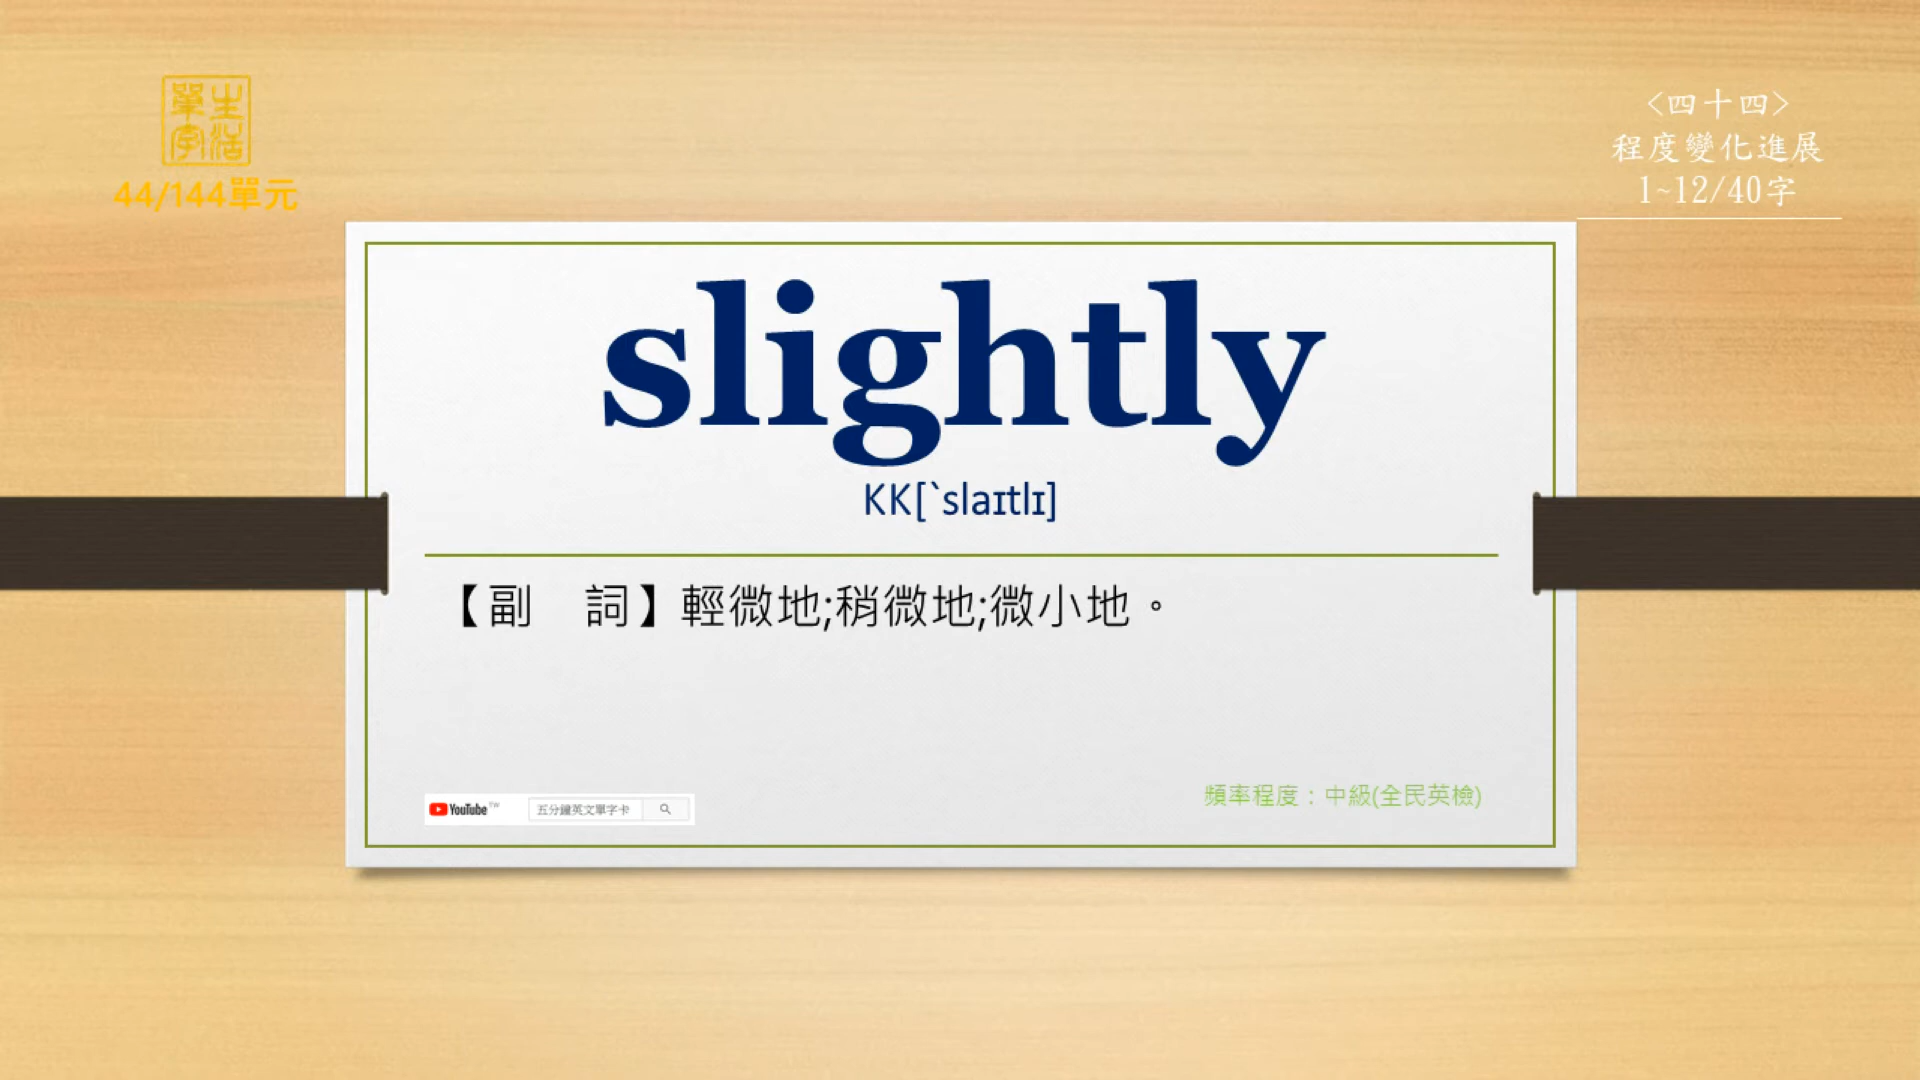 生活單字
44/144單元
<四十四>
程度變化進展
1~12/40字
slightly
KK[ˋslaɪtlɪ]
【副　詞】輕微地;稍微地;微小地。
頻率程度：中級(全民英檢)
YouTube TW
五分鐘英文單字卡